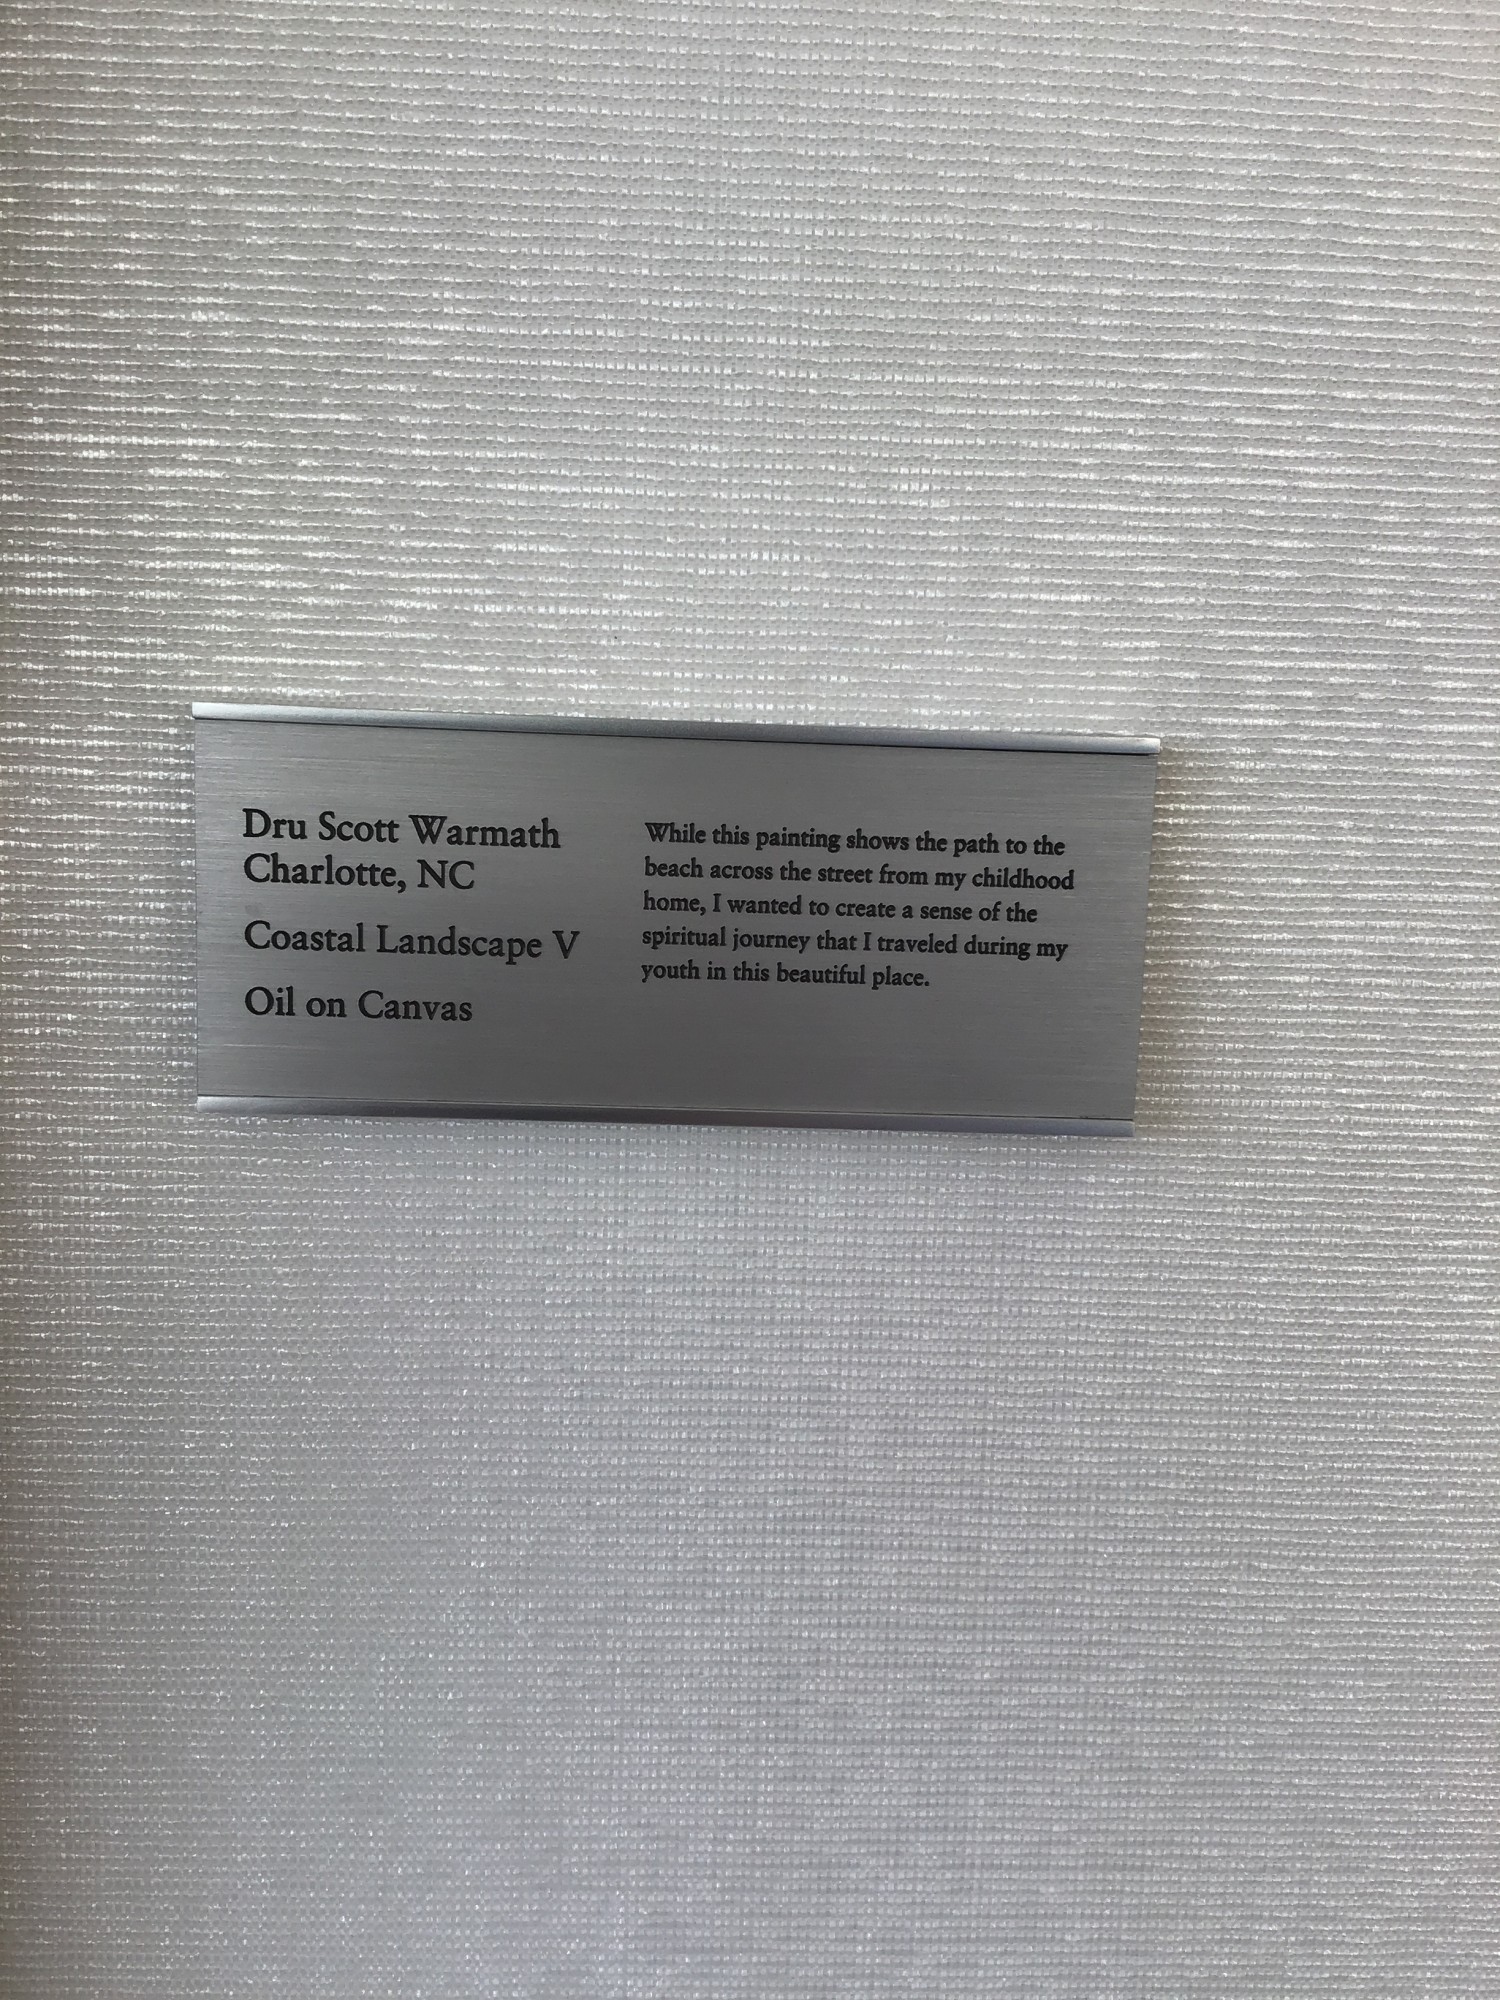 Dru Scott Warmath
Charlotte, NC
Coastal Landscape V
Oil on Canvas
While this painting shows the path to the
beach across the street from my childhood
home, I wanted to create a sense of the
spiritual journey that I traveled during my
youth in this beautiful place.